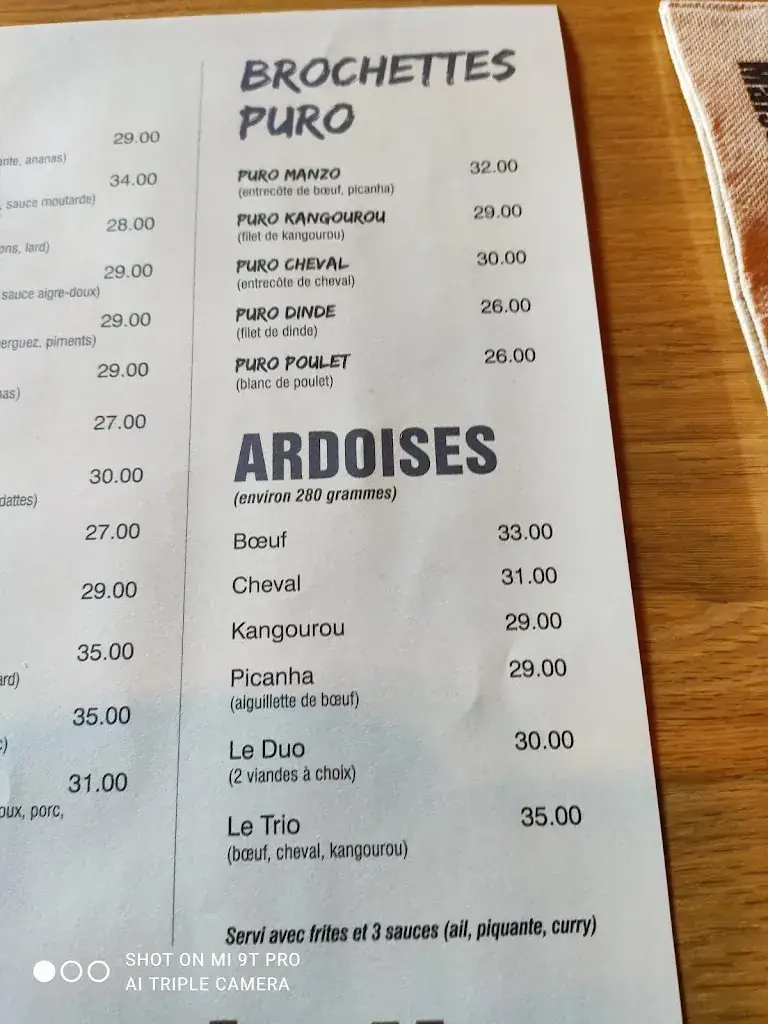 29.00
ananas)
34.00
, sauce moutarde)
28.00
lard)
29.00
sauce aigre-doux)
29.00
piments)
29.00
27.00
30.00
dattes)
27.00
29.00
35.00
35.00
31.00
porc,
BROCHETTES
PURO
PURO MANZO 32.00
(entrecôte de bœuf, picanha)
PURO KANGOUROU 29.00
(filet de kangourou)
PURO CHEVAL 30.00
(entrecôte de cheval)
PURO DINDE 26.00
(filet de dinde)
PURO POULET 26.00
(blanc de poulet)
ARDOISES
(environ 280 grammes)
Bœuf 33.00
Cheval 31.00
Kangourou 29.00
Picanha 29.00
(aiguillette de bœuf)
Le Duo 30.00
(2 viandes à choix)
Le Trio 35.00
(bœuf, cheval, kangourou)
Servi avec frites et 3 sauces (ail, piquante, curry)
SHOT ON MI 9T PRO
AI TRIPLE CAMERA